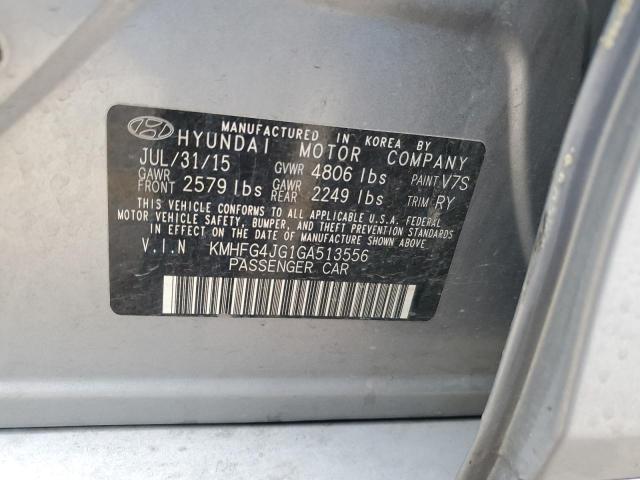 MANUFACTURED IN KOREA BY
HYUNDAI MOTOR COMPANY
JUL/31/15 GVWR 4806 lbs PAINT V7S
GAWR FRONT 2579 lbs GAWR REAR 2249 lbs TRIM RY
THIS VEHICLE CONFORMS TO ALL APPLICABLE U.S.A. FEDERAL
MOTOR VEHICLE SAFETY, BUMPER, AND THEFT PREVENTION STANDARDS
IN EFFECT ON THE DATE OF MANUFACTURE SHOWN ABOVE.
V.I.N KMHFG4JG1GA513556
PASSENGER CAR